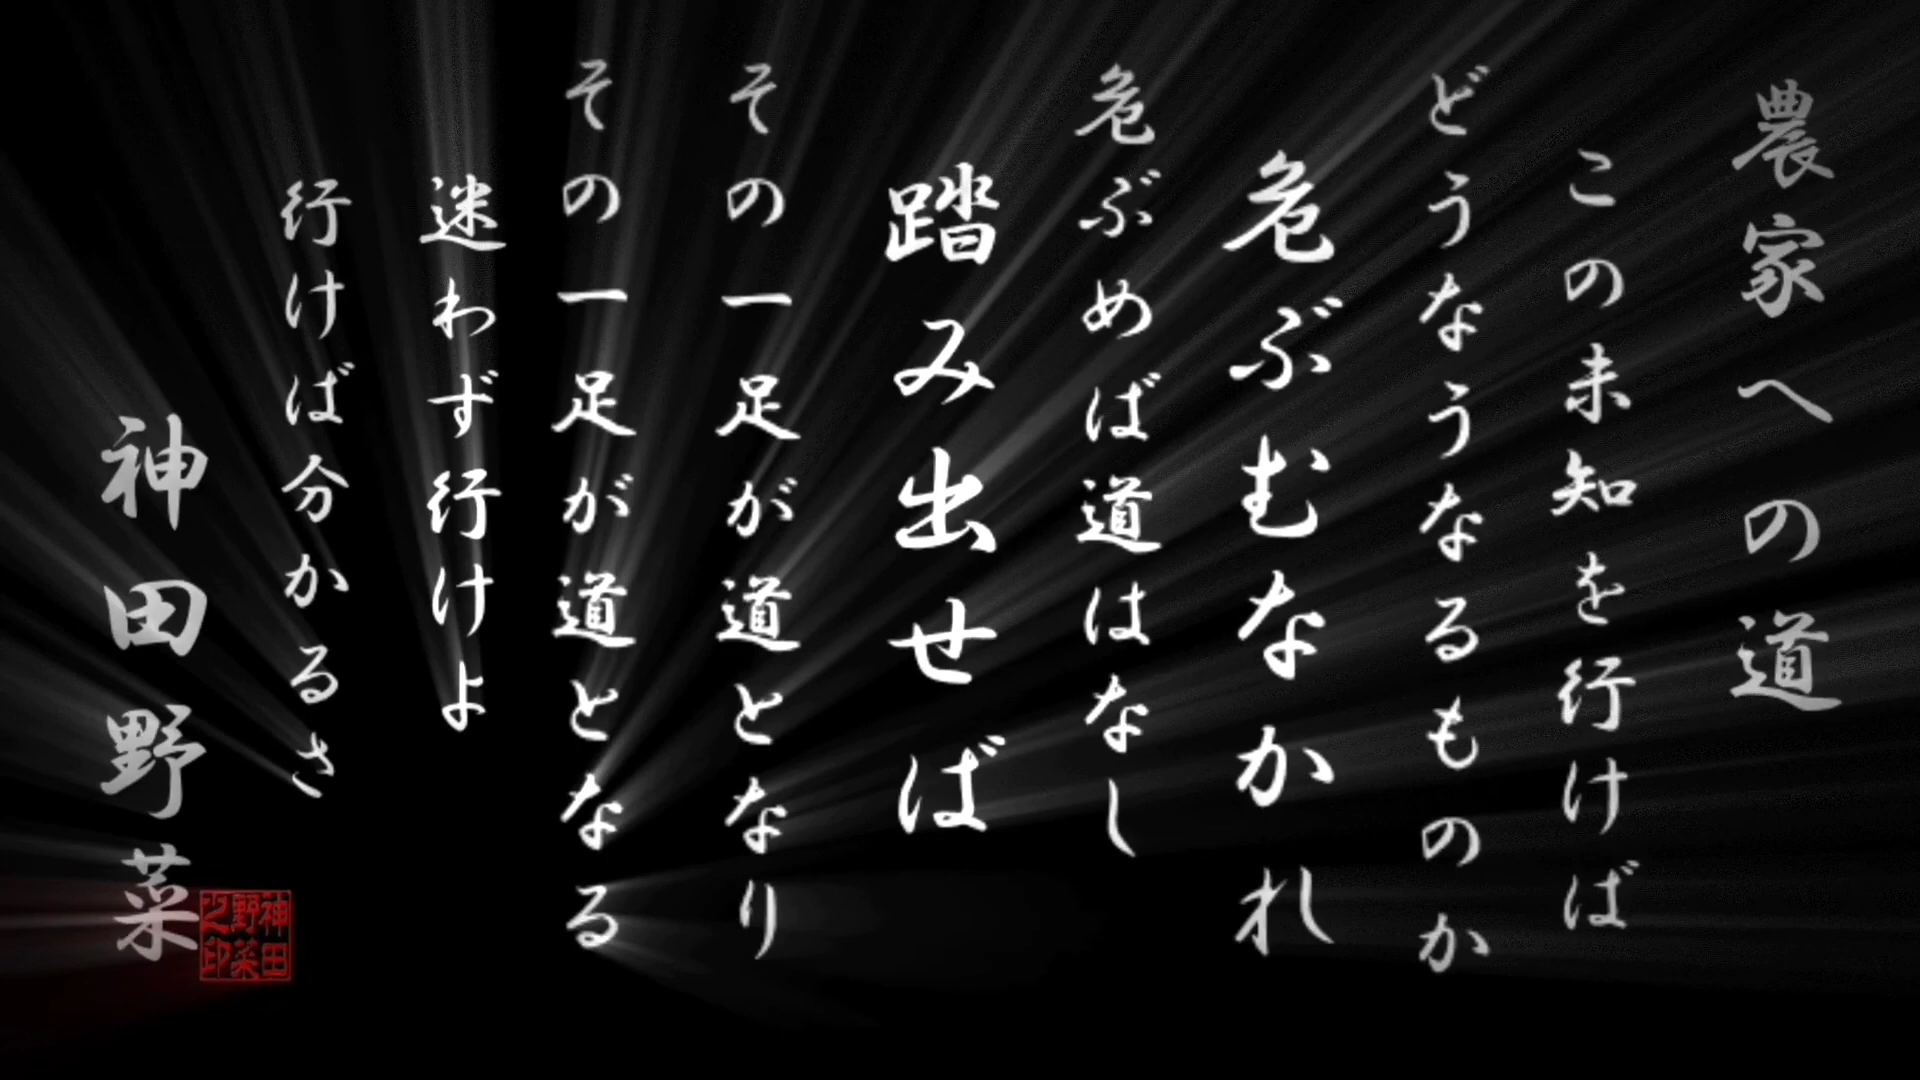 農家への道
この未知を行けば
どうなうなるものか
危ぶむなかれ
危ぶめば道はなし
踏み出せば
その一足が道となり
その一足が道となる
迷わず行けよ
行けば分かるさ
神田野菜
神田
野菜
之印